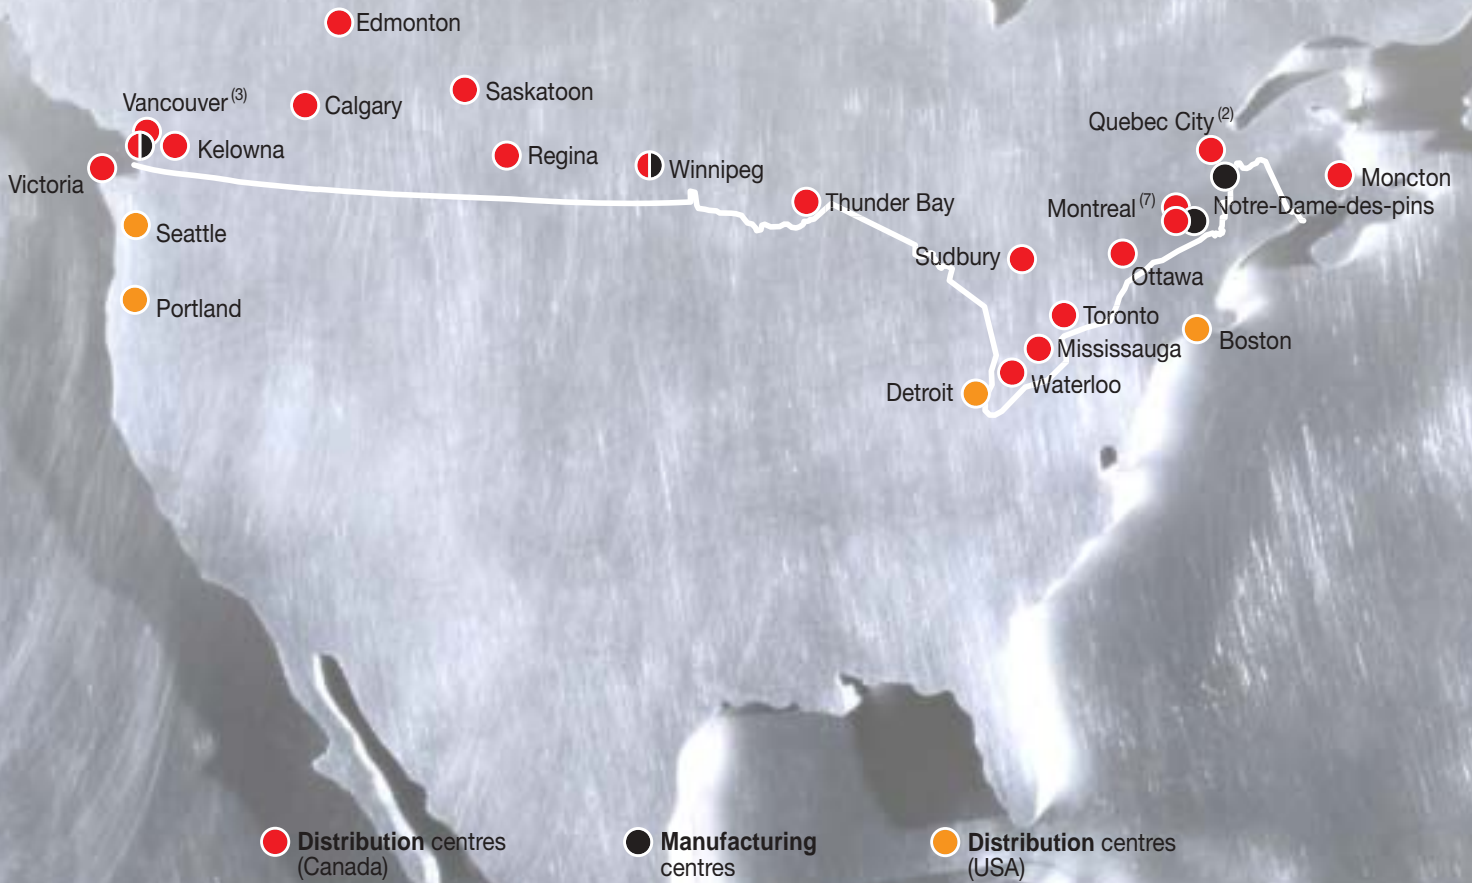 Edmonton
Saskatoon
Vancouver (3)
Calgary
Quebec City (2)
Kelowna
Regina
Winnipeg
Victoria
Moncton
Thunder Bay
Montreal (7)
Notre-Dame-des-pins
Seattle
Sudbury
Ottawa
Portland
Toronto
Boston
Mississauga
Detroit
Waterloo
Distribution centres
(Canada)
Manufacturing
centres
Distribution centres
(USA)